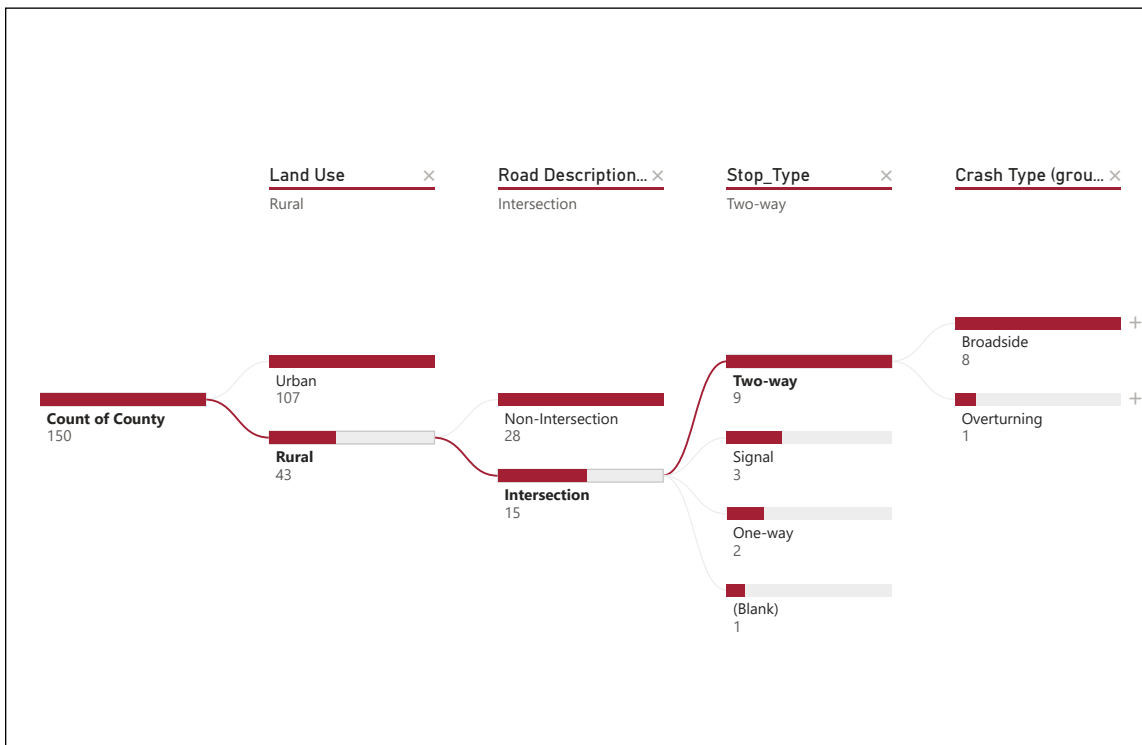 Land Use ×
Rural
Road Description... ×
Intersection
Stop_Type ×
Two-way
Crash Type (grou... ×
Count of County
150
Urban
107
Rural
43
Non-Intersection
28
Intersection
15
Two-way
9
Signal
3
One-way
2
(Blank)
1
Broadside
8
+
Overturning
1
+